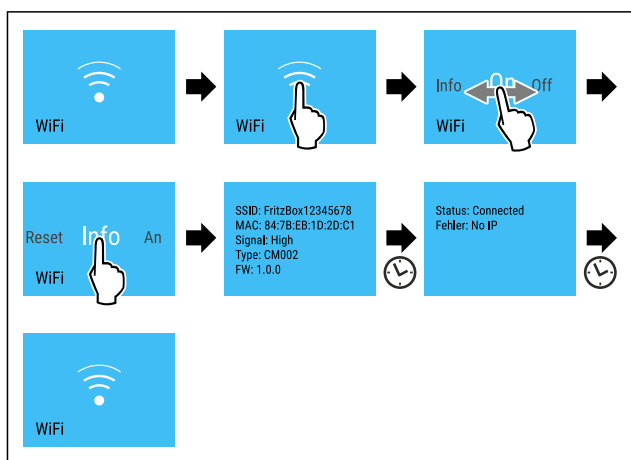 WiFi
WiFi
Info On Off
WiFi
Reset Info An
WiFi
SSID: FritzBox12345678
MAC: 84:7B:EB:1D:2D:C1
Signal: High
Type: CM002
FW: 1.0.0
Status: Connected
Fehler: No IP
WiFi